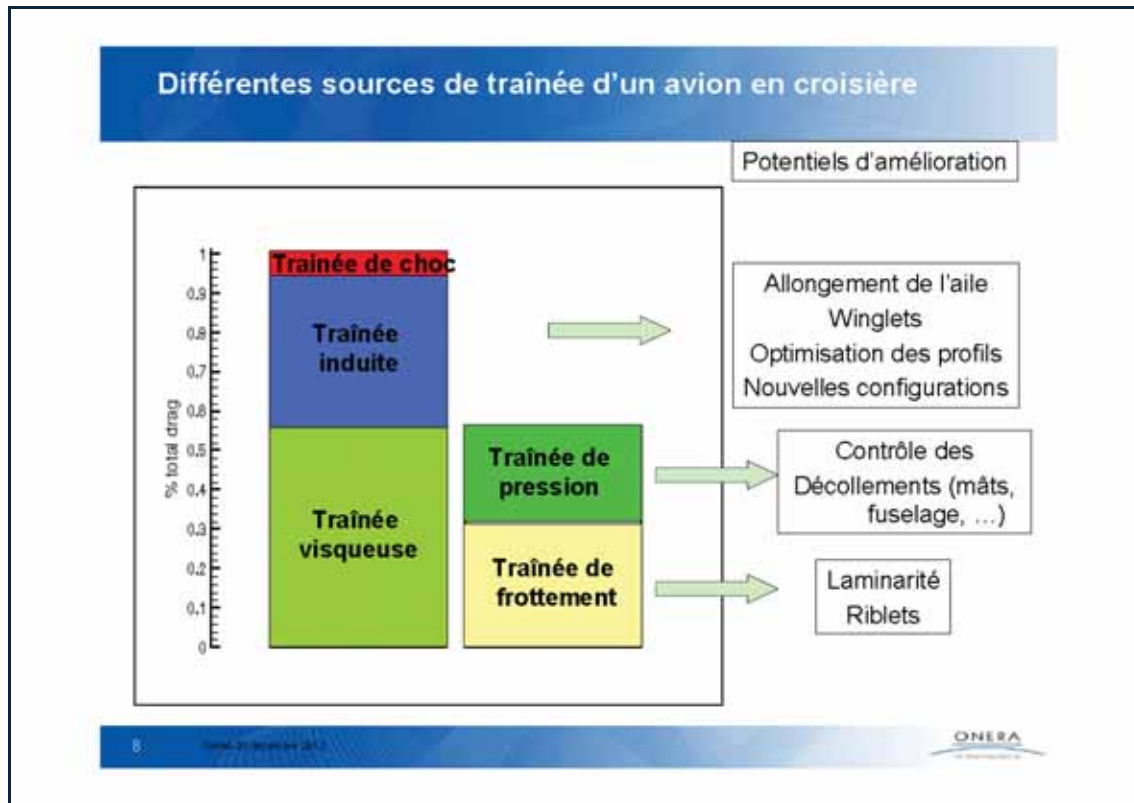 Différentes sources de traînée d'un avion en croisière
Potentiels d'amélioration
% total drag
1
0.9
0.8
0.7
0.6
0.5
0.4
0.3
0.2
0.1
0
Trainée de choc
Traînée
induite
Traînée
visqueuse
Traînée de
pression
Traînée de
frottement
Allongement de l'aile
Winglets
Optimisation des profils
Nouvelles configurations
Contrôle des
Décollements (mâts,
fuselage, …)
Laminarité
Riblets
8
ONERA